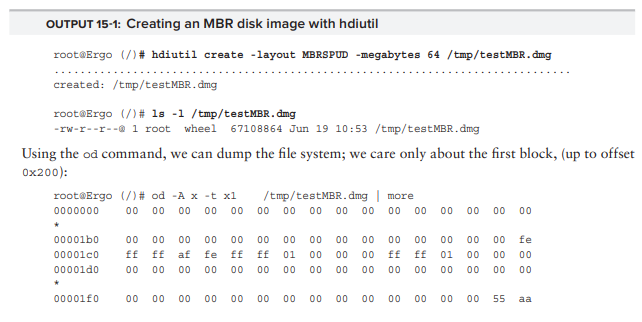 OUTPUT 15-1: Creating an MBR disk image with hdiutil
root@Ergo (/)# hdiutil create -layout MBRSPUD -megabytes 64 /tmp/testMBR.dmg
...............................................................................
created: /tmp/testMBR.dmg
root@Ergo (/)# ls -l /tmp/testMBR.dmg
-rw-r--r--@ 1 root wheel 67108864 Jun 19 10:53 /tmp/testMBR.dmg
Using the od command, we can dump the file system; we care only about the first block, (up to offset
0x200):
root@Ergo (/)# od -A x -t x1 /tmp/testMBR.dmg | more
0000000 00 00 00 00 00 00 00 00 00 00 00 00 00 00 00 00
*
00001b0 00 00 00 00 00 00 00 00 00 00 00 00 00 00 00 fe
00001c0 ff ff af fe ff ff 01 00 00 00 ff ff 01 00 00 00
00001d0 00 00 00 00 00 00 00 00 00 00 00 00 00 00 00 00
*
00001f0 00 00 00 00 00 00 00 00 00 00 00 00 00 00 55 aa